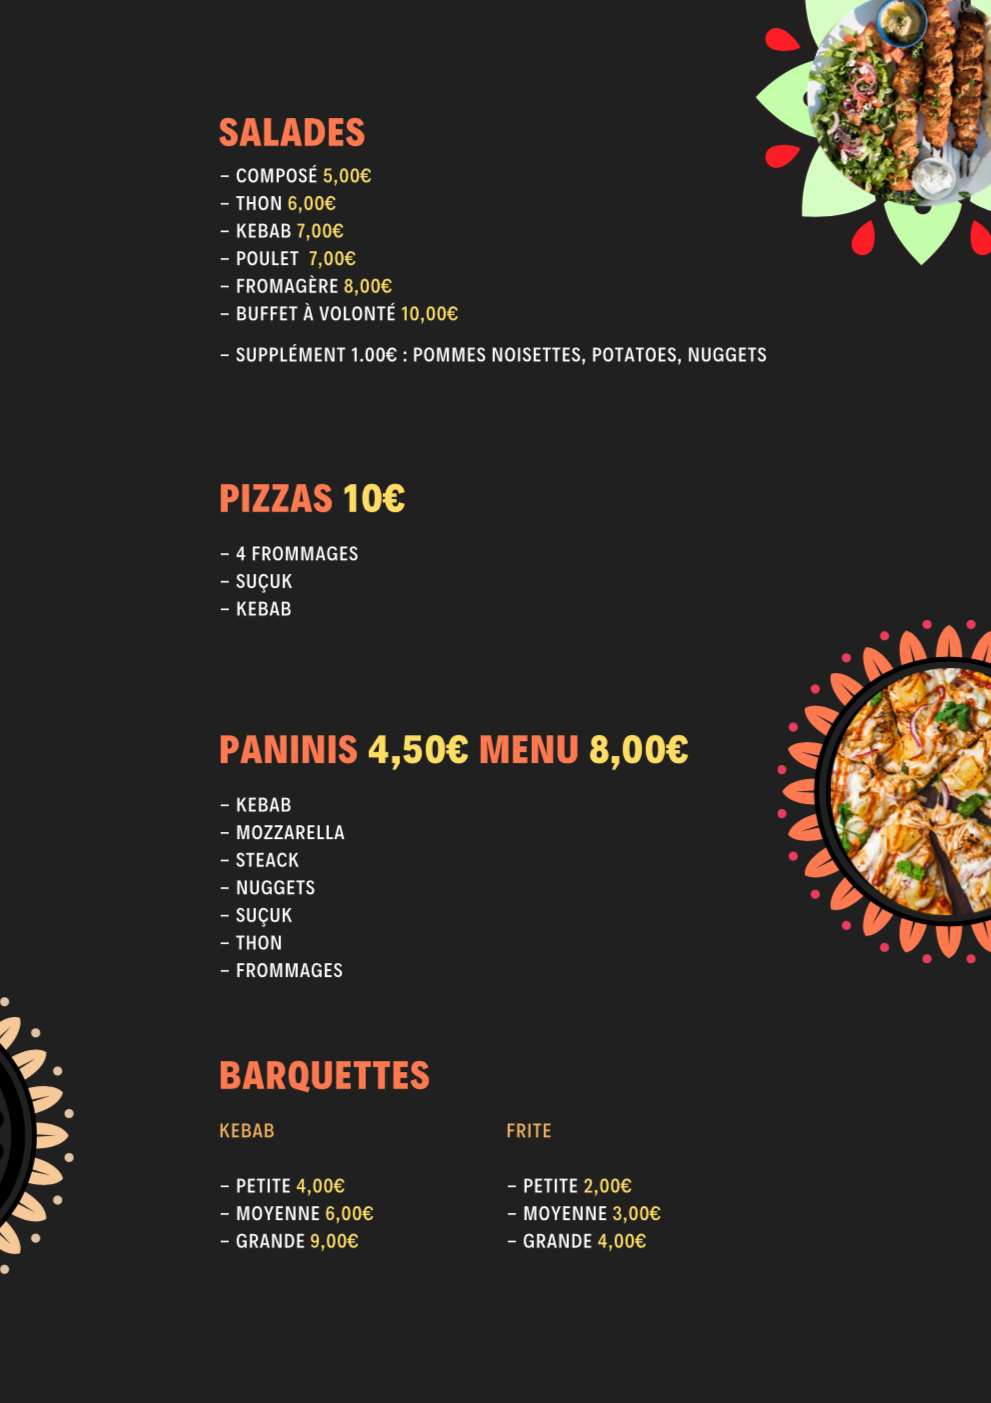 SALADES
– COMPOSÉ 5,00€
– THON 6,00€
– KEBAB 7,00€
– POULET 7,00€
– FROMAGÈRE 8,00€
– BUFFET À VOLONTÉ 10,00€
– SUPPLÉMENT 1.00€ : POMMES NOISETTES, POTATOES, NUGGETS
PIZZAS 10€
– 4 FROMMAGES
– SUÇUK
– KEBAB
PANINIS 4,50€ MENU 8,00€
– KEBAB
– MOZZARELLA
– STEACK
– NUGGETS
– SUÇUK
– THON
– FROMMAGES
BARQUETTES
KEBAB
– PETITE 4,00€
– MOYENNE 6,00€
– GRANDE 9,00€
FRITE
– PETITE 2,00€
– MOYENNE 3,00€
– GRANDE 4,00€